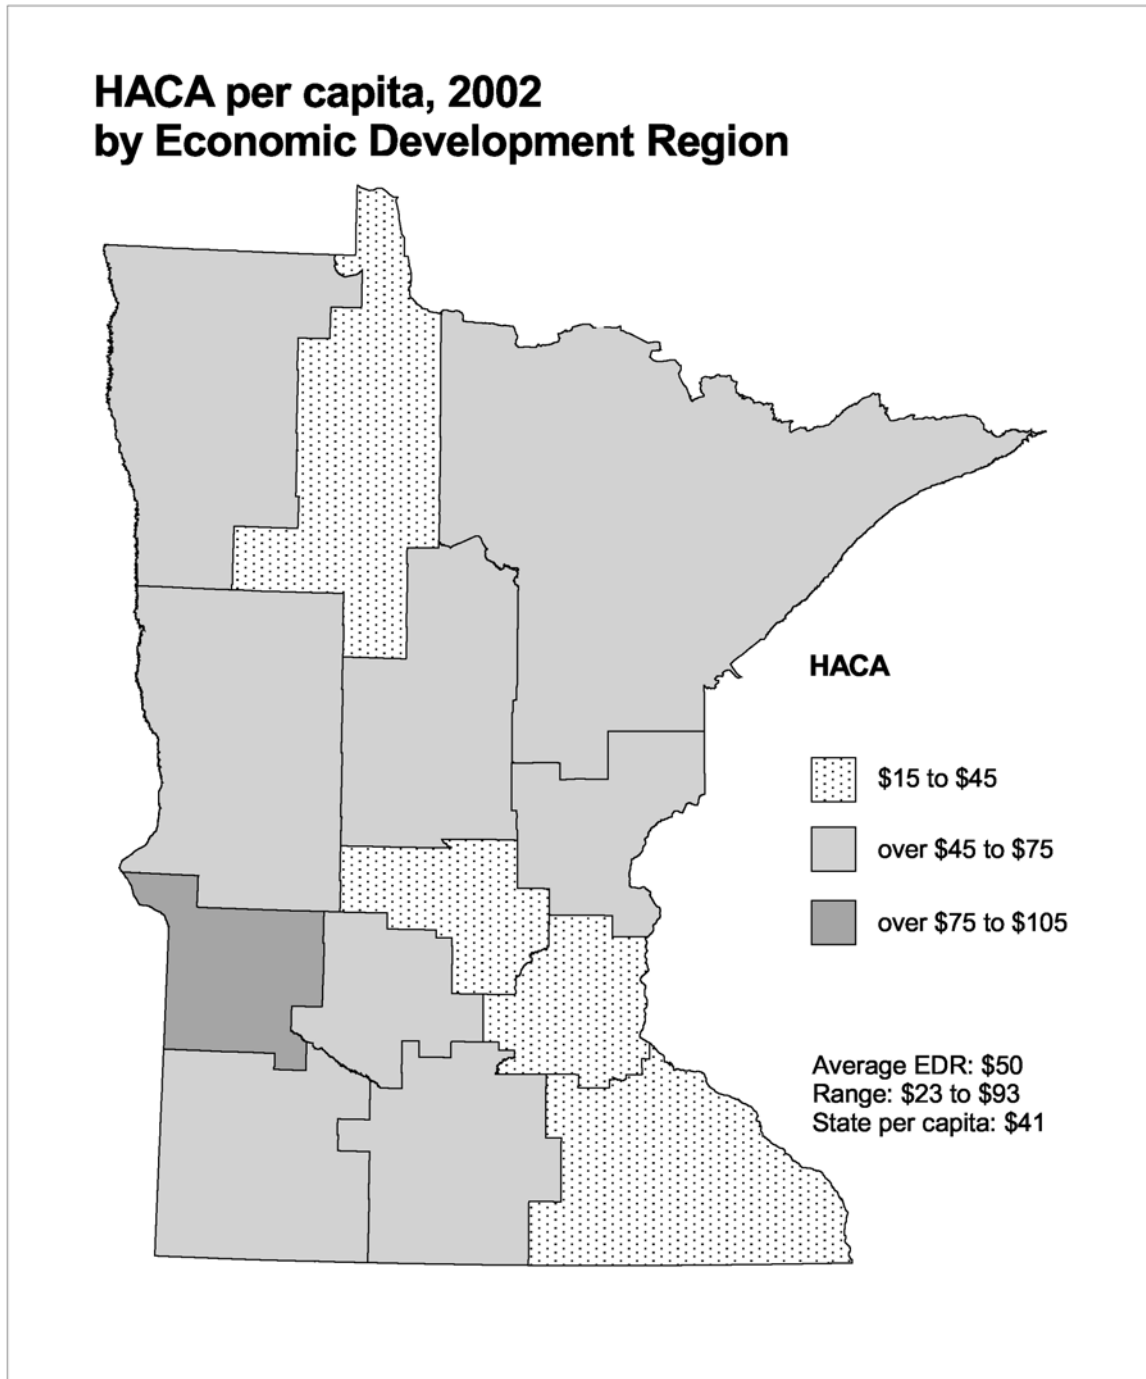 HACA per capita, 2002
by Economic Development Region
HACA
$15 to $45
over $45 to $75
over $75 to $105
Average EDR: $50
Range: $23 to $93
State per capita: $41